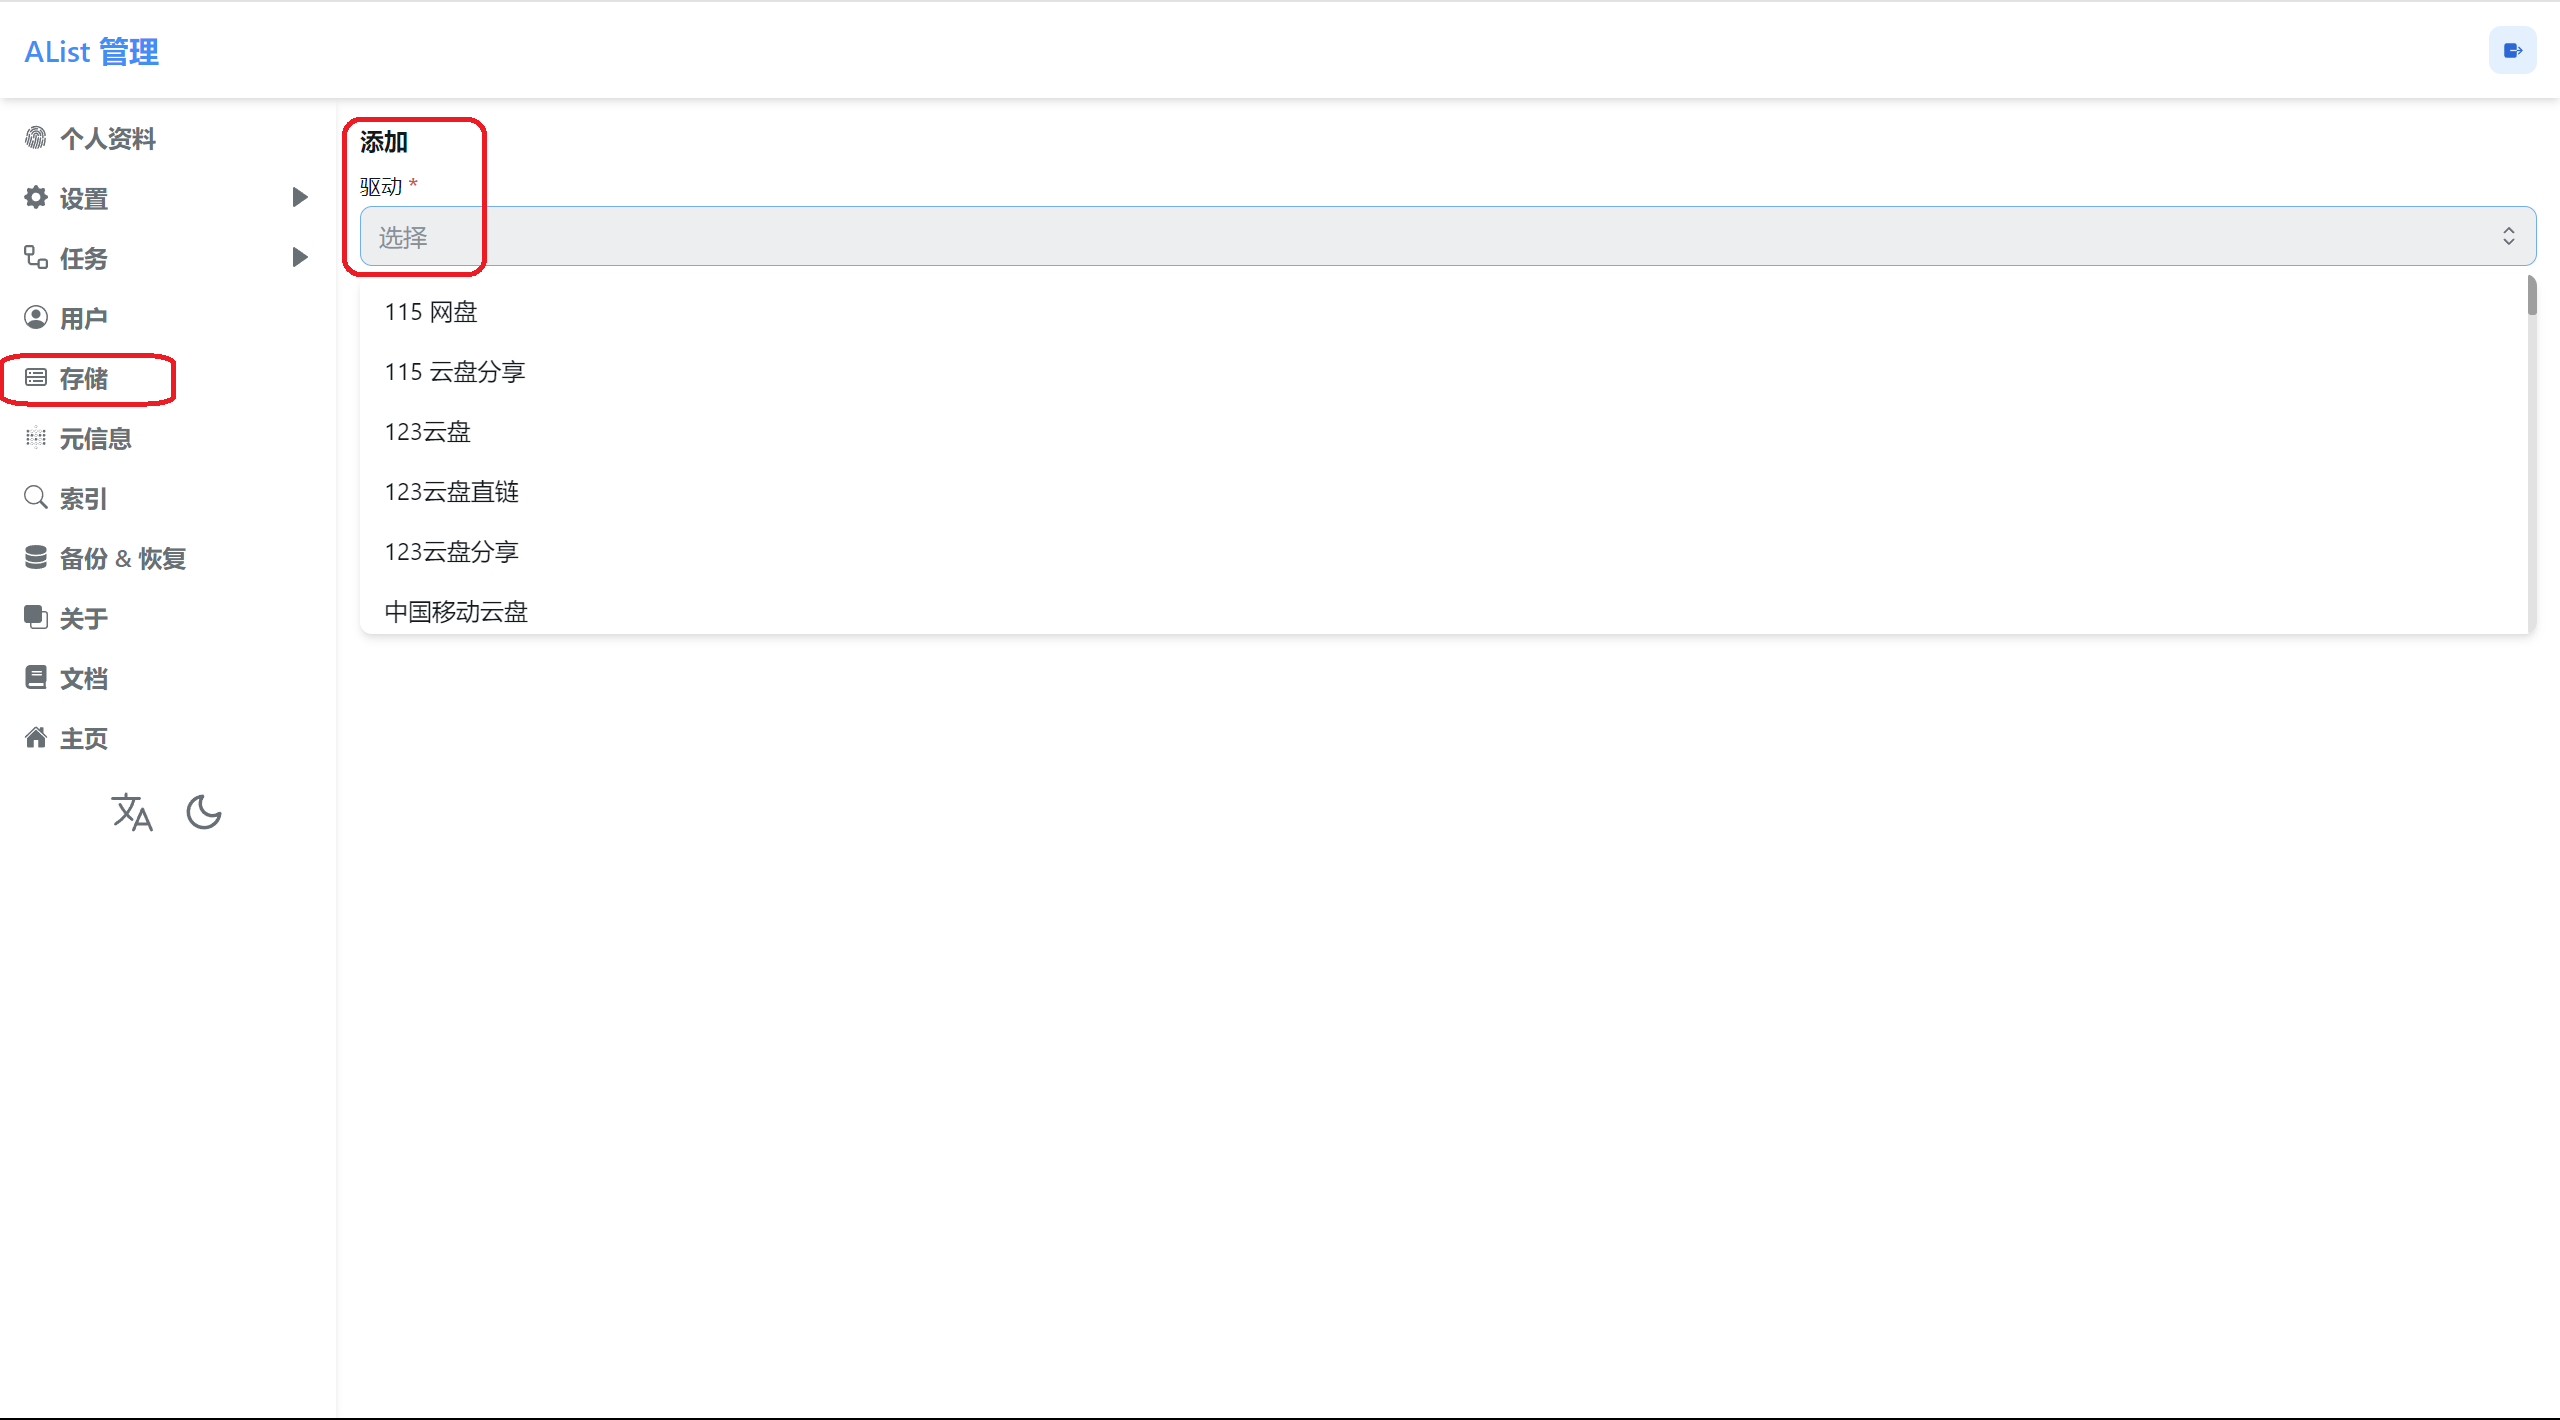 AList 管理
个人资料
设置
任务
用户
存储
元信息
索引
备份 & 恢复
关于
文档
主页
添加
驱动 *
选择
115 网盘
115 云盘分享
123云盘
123云盘直链
123云盘分享
中国移动云盘